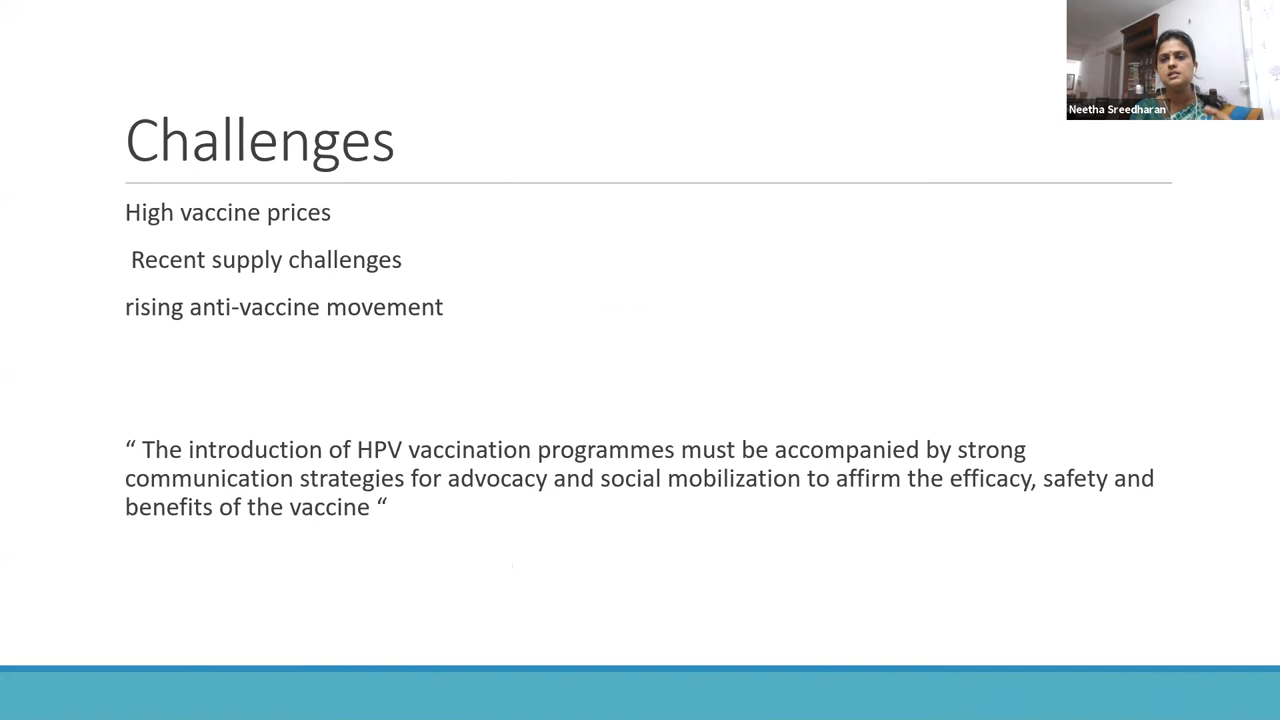 Neetha Sreedharan
Challenges
High vaccine prices
Recent supply challenges
rising anti-vaccine movement
“ The introduction of HPV vaccination programmes must be accompanied by strong
communication strategies for advocacy and social mobilization to affirm the efficacy, safety and
benefits of the vaccine “